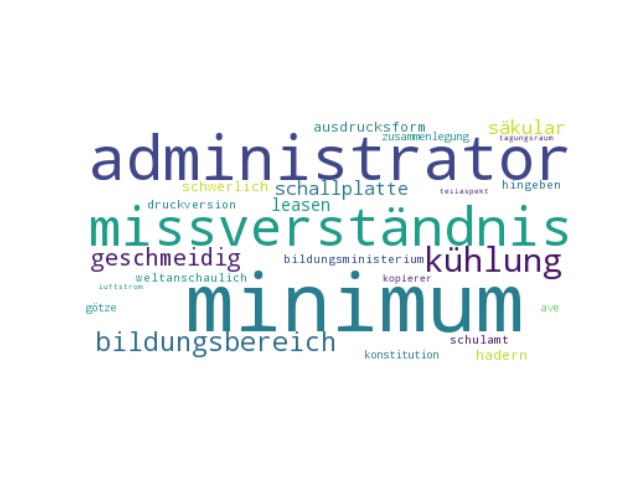 ausdrucksform
säkular
zusammenlegung
tagungsraum
administrator
schwerlich
schallplatte
teilaspekt
hingeben
druckversion
leasen
missverständnis
geschmeidig
bildungsministerium
kühlung
weltanschaulich
kopierer
luftstrom
minimum
götze
ave
bildungsbereich
schulamt
konstitution
hadern